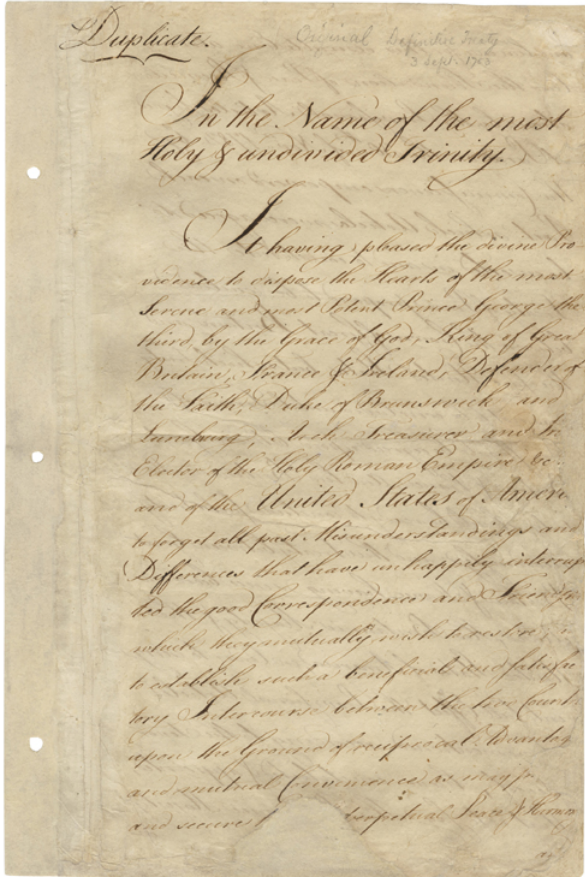 Duplicate.
Original Definitive Treaty
3 Sept. 1783
In the Name of the most
Holy & undivided Trinity.
It having pleased the divine Pro-
vidence to dispose the Hearts of the most
Serene and most Potent Prince George the
third, by the Grace of God, King of Great
Britain, France & Ireland, Defender of
the Faith, Duke of Brunswick and
Lunebourg, Arch Treasurer and
Elector of the Holy Roman Empire &c.
and of the United States of Ameri
to forget all past Misunderstandings and
Differences that have unhappily interrup
ted the good Correspondence and Friendship
which they mutually wish to restore;
to establish such a beneficial and satisfac
tory Intercourse between the two Count
upon the Ground of reciprocal Advantag
and mutual Convenience as may
and secure perpetual Peace & Harmon